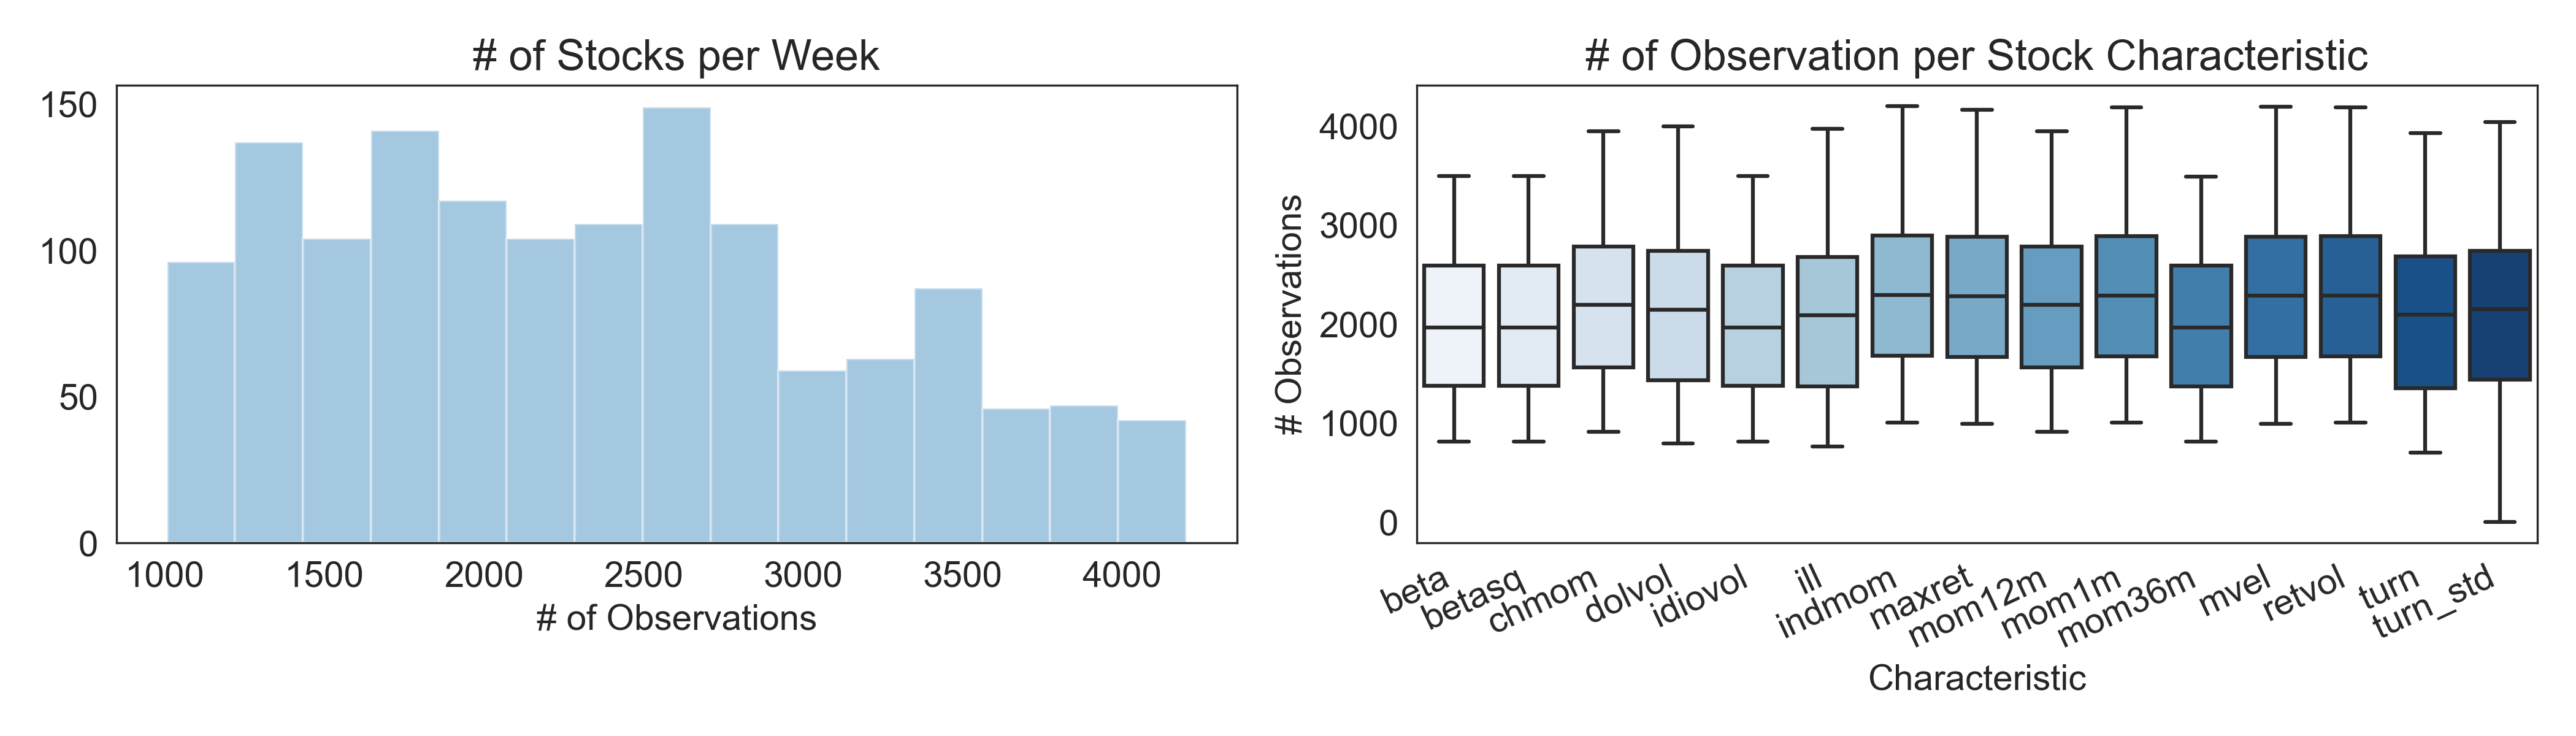 # of Stocks per Week
150
100
50
0
1000 1500 2000 2500 3000 3500 4000
# of Observations
# of Observation per Stock Characteristic
# Observations
4000
3000
2000
1000
0
beta betasq chmom dolvol idiovol ill indmom maxret mom12m mom1m mom36m mvel retvol turn turn_std
Characteristic